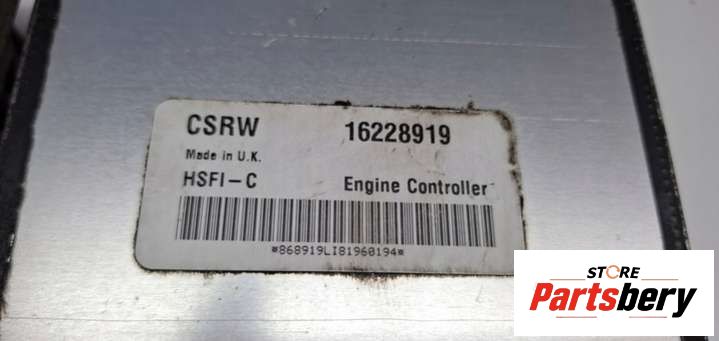 CSRW 16228919
Made in U.K.
HSFI-C Engine Controller
*868919LI81960194*
STORE
Partsbery